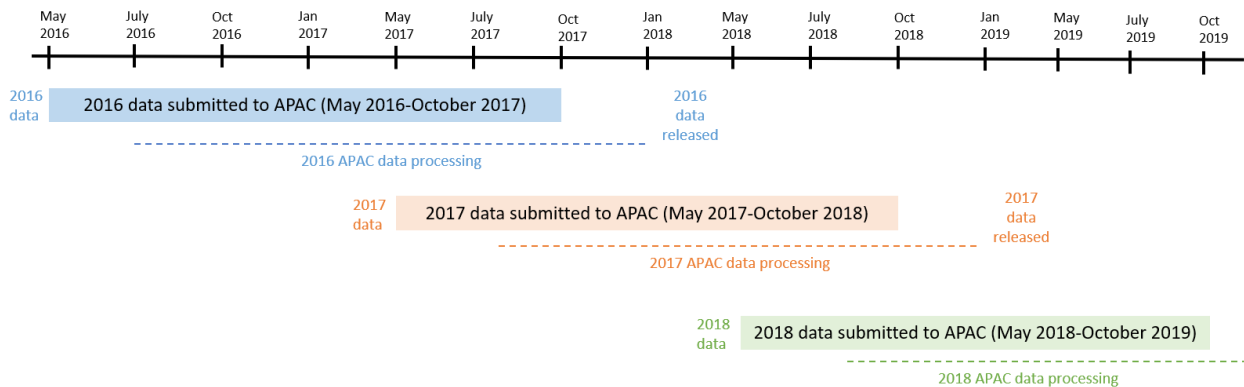 May 2016
July 2016
Oct 2016
Jan 2017
May 2017
July 2017
Oct 2017
Jan 2018
May 2018
July 2018
Oct 2018
Jan 2019
May 2019
July 2019
Oct 2019
2016 data
2016 data submitted to APAC (May 2016-October 2017)
2016 data released
2016 APAC data processing
2017 data
2017 data submitted to APAC (May 2017-October 2018)
2017 data released
2017 APAC data processing
2018 data
2018 data submitted to APAC (May 2018-October 2019)
2018 APAC data processing